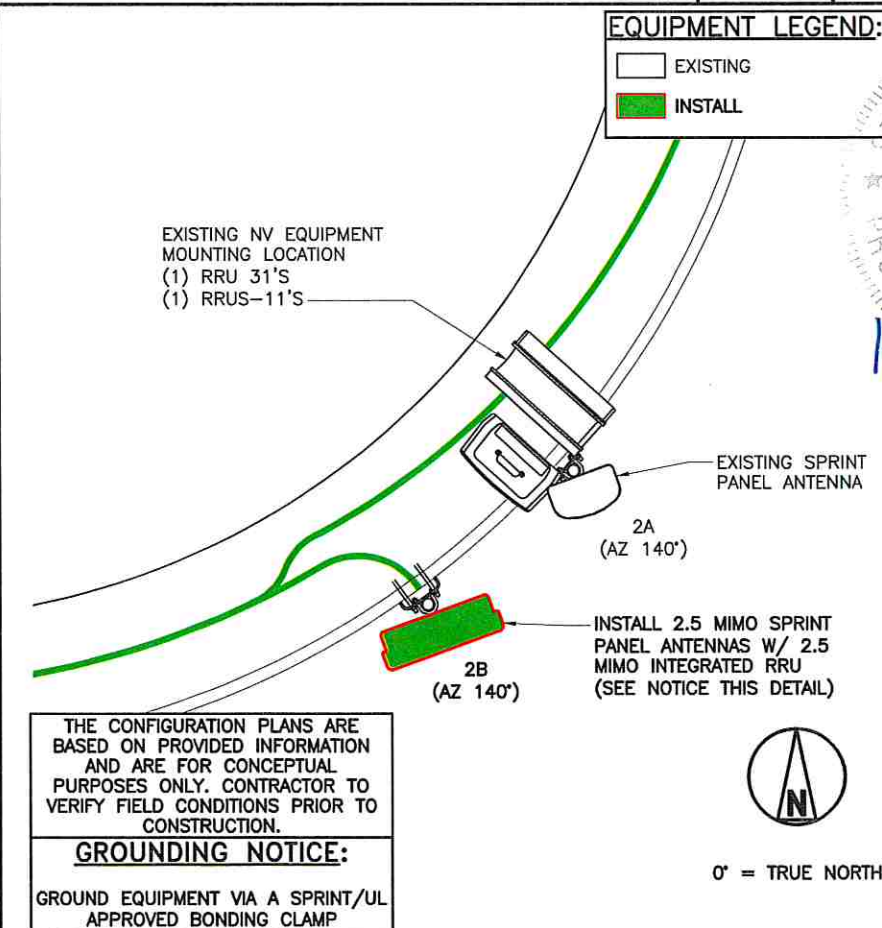 EQUIPMENT LEGEND:
EXISTING
INSTALL
EXISTING NV EQUIPMENT
MOUNTING LOCATION
(1) RRU 31'S
(1) RRUS-11'S
EXISTING SPRINT
PANEL ANTENNA
2A
(AZ 140°)
INSTALL 2.5 MIMO SPRINT
PANEL ANTENNAS W/ 2.5
MIMO INTEGRATED RRU
(SEE NOTICE THIS DETAIL)
2B
(AZ 140°)
THE CONFIGURATION PLANS ARE
BASED ON PROVIDED INFORMATION
AND ARE FOR CONCEPTUAL
PURPOSES ONLY. CONTRACTOR TO
VERIFY FIELD CONDITIONS PRIOR TO
CONSTRUCTION.
GROUNDING NOTICE:
GROUND EQUIPMENT VIA A SPRINT/UL
APPROVED BONDING CLAMP
N
0° = TRUE NORTH